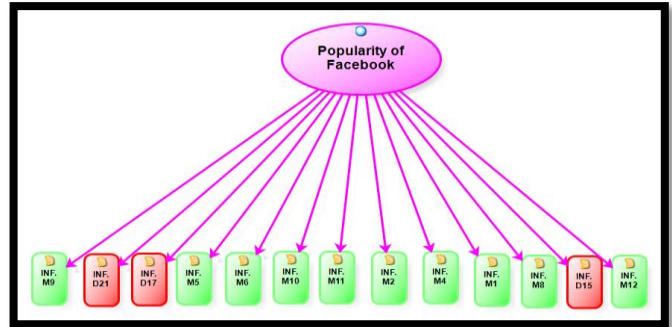 Popularity of
Facebook
INF.
M9
INF.
D21
INF.
D17
INF.
M5
INF.
M6
INF.
M10
INF.
M11
INF.
M2
INF.
M4
INF.
M1
INF.
M8
INF.
D15
INF.
M12